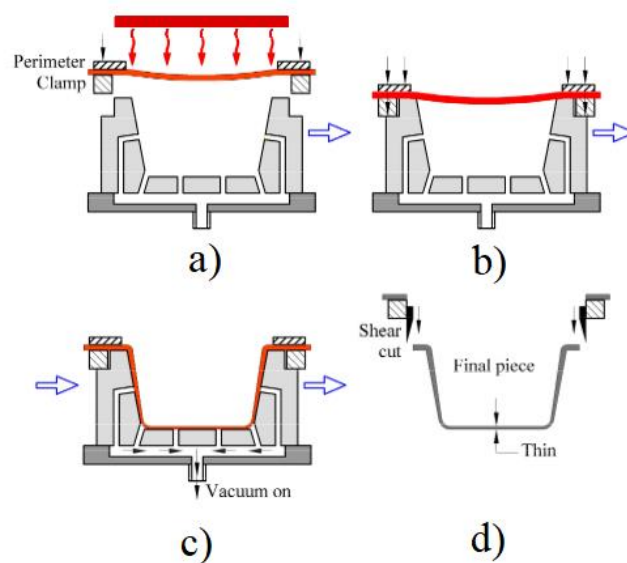 Perimeter
Clamp
a)
b)
Vacuum on
c)
Shear
cut
Final piece
Thin
d)